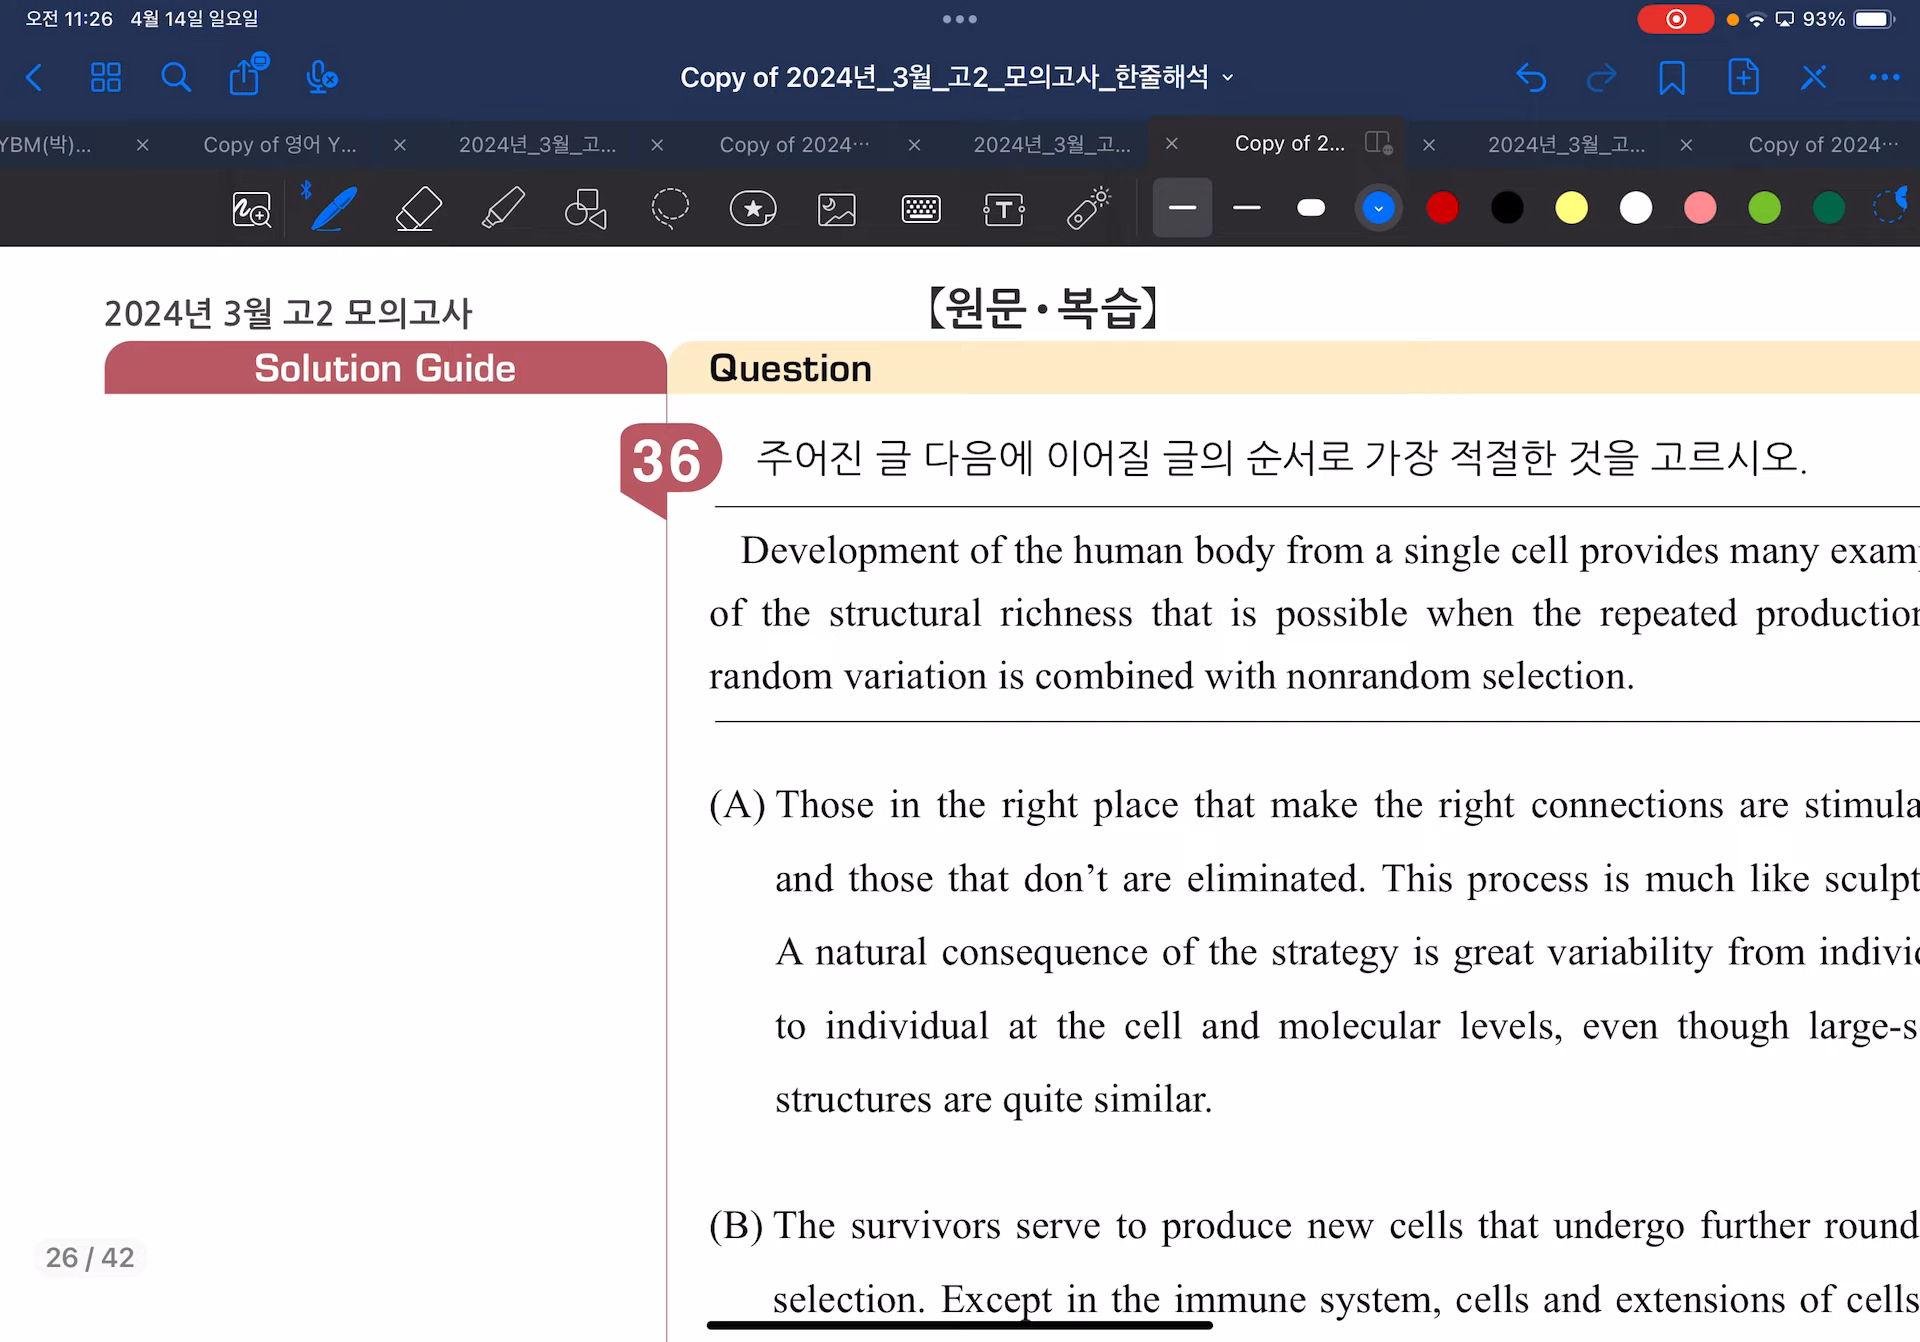 오전 11:26 4월 14일 일요일
93%
Copy of 2024년_3월_고2_모의고사_한줄해석
YBM(박)...
Copy of 영어 Y...
2024년_3월_고...
Copy of 2024...
2024년_3월_고...
Copy of 2...
2024년_3월_고...
Copy of 2024...
2024년 3월 고2 모의고사
【원문·복습】
Solution Guide
Question
36 주어진 글 다음에 이어질 글의 순서로 가장 적절한 것을 고르시오.
Development of the human body from a single cell provides many exam
of the structural richness that is possible when the repeated production
random variation is combined with nonrandom selection.
(A) Those in the right place that make the right connections are stimula
and those that don’t are eliminated. This process is much like sculpt
A natural consequence of the strategy is great variability from indivi
to individual at the cell and molecular levels, even though large-s
structures are quite similar.
(B) The survivors serve to produce new cells that undergo further round
selection. Except in the immune system, cells and extensions of cells
26 / 42